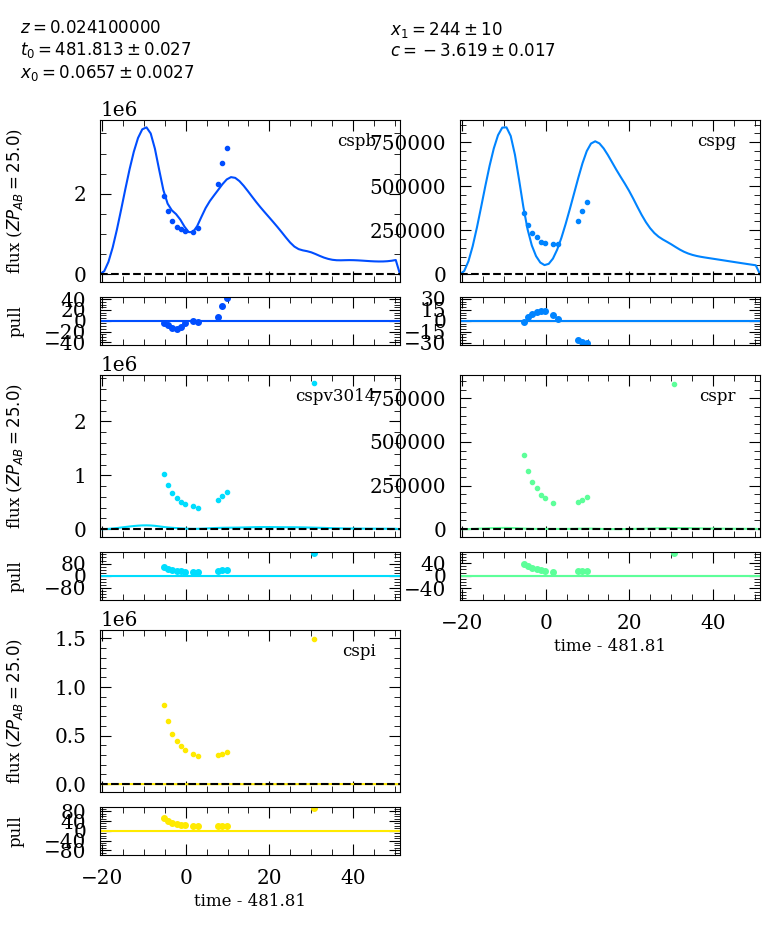 z = 0.024100000
t0 = 481.813 ± 0.027
x0 = 0.0657 ± 0.0027
x1 = 244 ± 10
c = −3.619 ± 0.017
1e6
cspb
flux (ZP_AB = 25.0)
2
0
cspg
750000
500000
250000
0
pull
40
20
0
−20
−40
30
15
0
−15
−30
1e6
cspv3014
flux (ZP_AB = 25.0)
2
1
0
cspr
750000
500000
250000
0
pull
80
0
−80
40
0
−40
−20 0 20 40
time - 481.81
1e6
cspi
flux (ZP_AB = 25.0)
1.5
1.0
0.5
0.0
pull
80
40
0
−40
−80
−20 0 20 40
time - 481.81